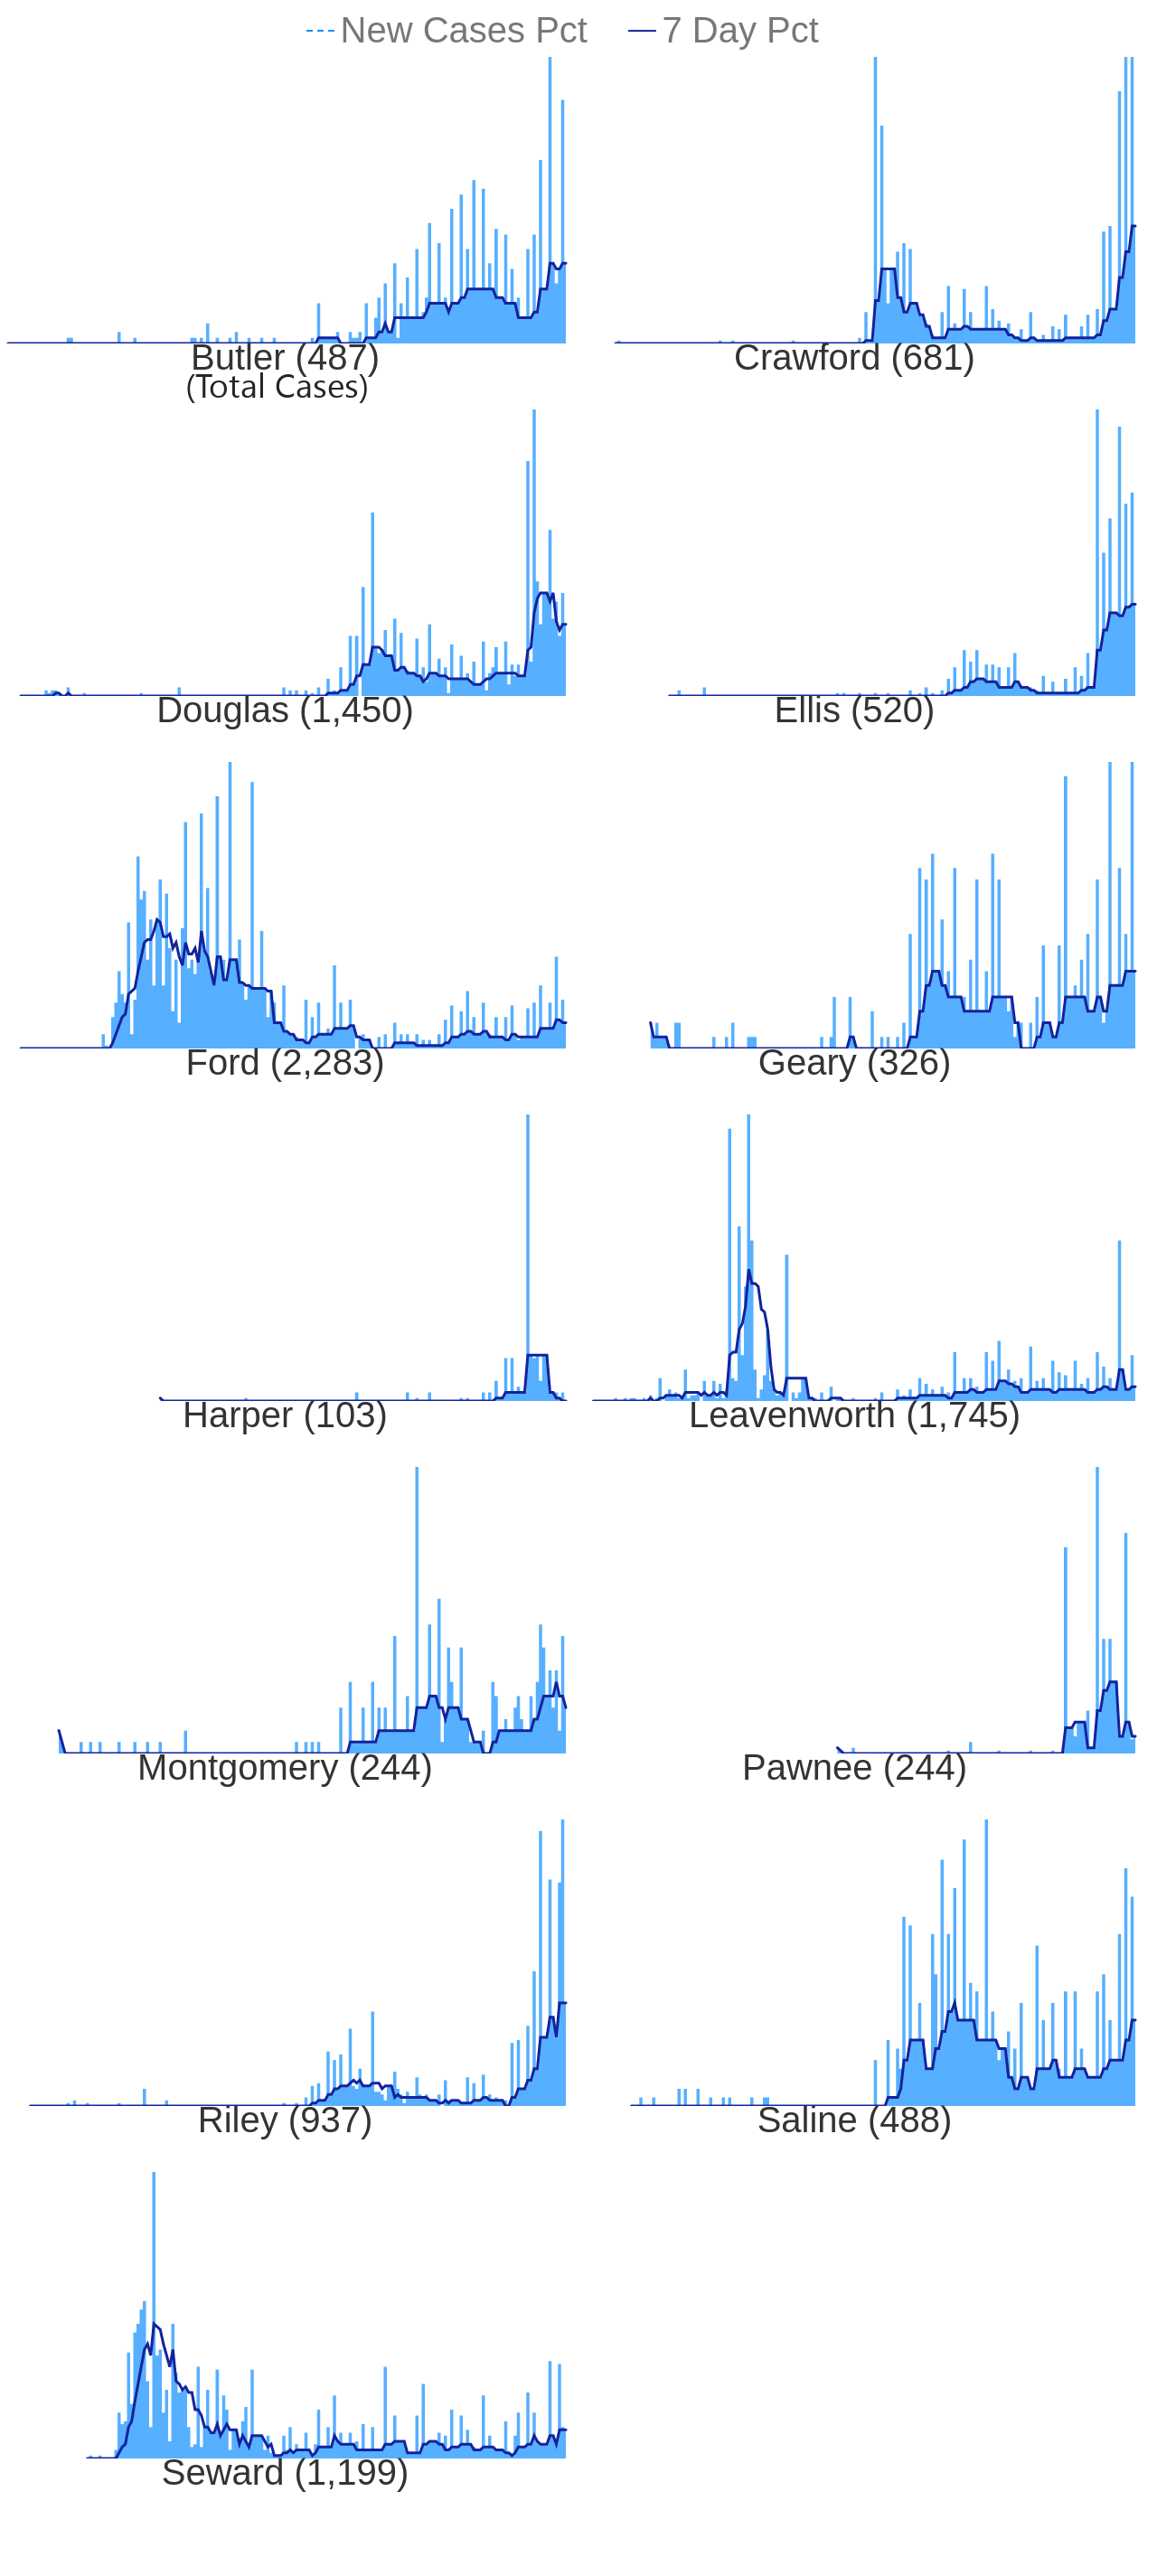 New Cases Pct 7 Day Pct
Butler (487) Crawford (681)
(Total Cases)
Douglas (1,450) Ellis (520)
Ford (2,283) Geary (326)
Harper (103) Leavenworth (1,745)
Montgomery (244) Pawnee (244)
Riley (937) Saline (488)
Seward (1,199)